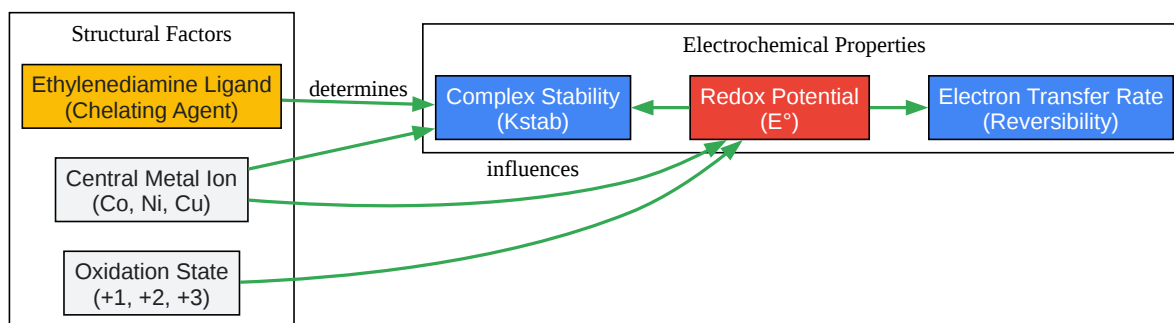 Structural Factors
Ethylenediamine Ligand
(Chelating Agent)
Central Metal Ion
(Co, Ni, Cu)
Oxidation State
(+1, +2, +3)
determines
influences
Electrochemical Properties
Complex Stability
(Kstab)
Redox Potential
(E°)
Electron Transfer Rate
(Reversibility)